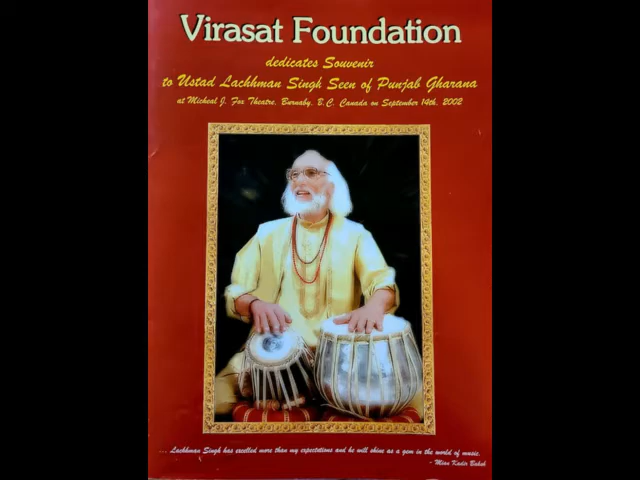 Virasat Foundation
dedicates Souvenir
to Ustad Lachhman Singh Seen of Punjab Gharana
at Micheal J. Fox Theatre, Burnaby, B.C. Canada on September 14th, 2002
... Lachhman Singh has excelled more than my expectations and he will shine as a gem in the world of music.
- Mian Kadir Baksh